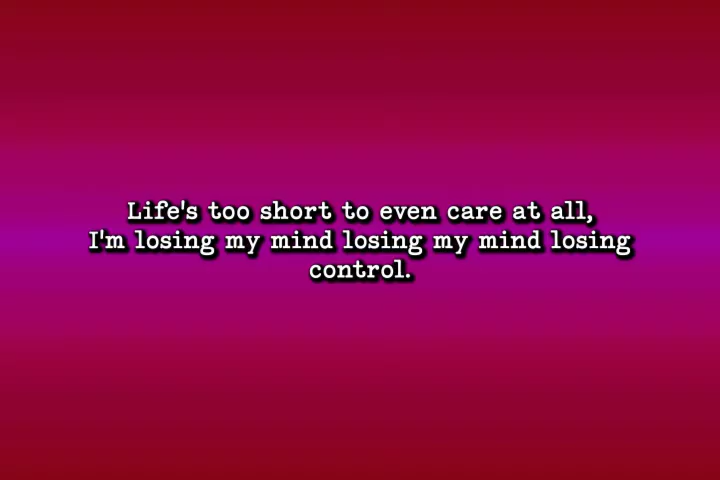 Life's too short to even care at all,
I'm losing my mind losing my mind losing
control.